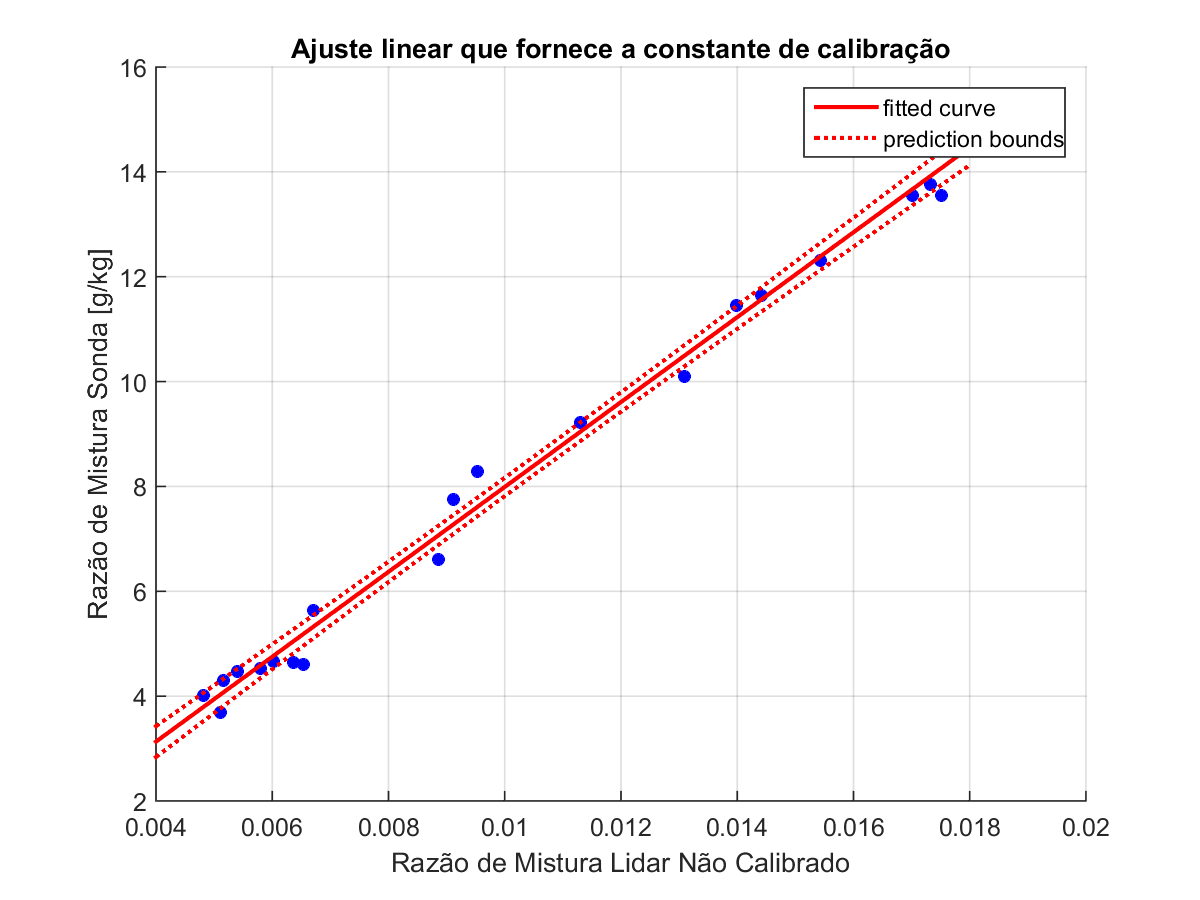 Ajuste linear que fornece a constante de calibração
fitted curve
prediction bounds
Razão de Mistura Sonda [g/kg]
16
14
12
10
8
6
4
2
0.004 0.006 0.008 0.01 0.012 0.014 0.016 0.018 0.02
Razão de Mistura Lidar Não Calibrado